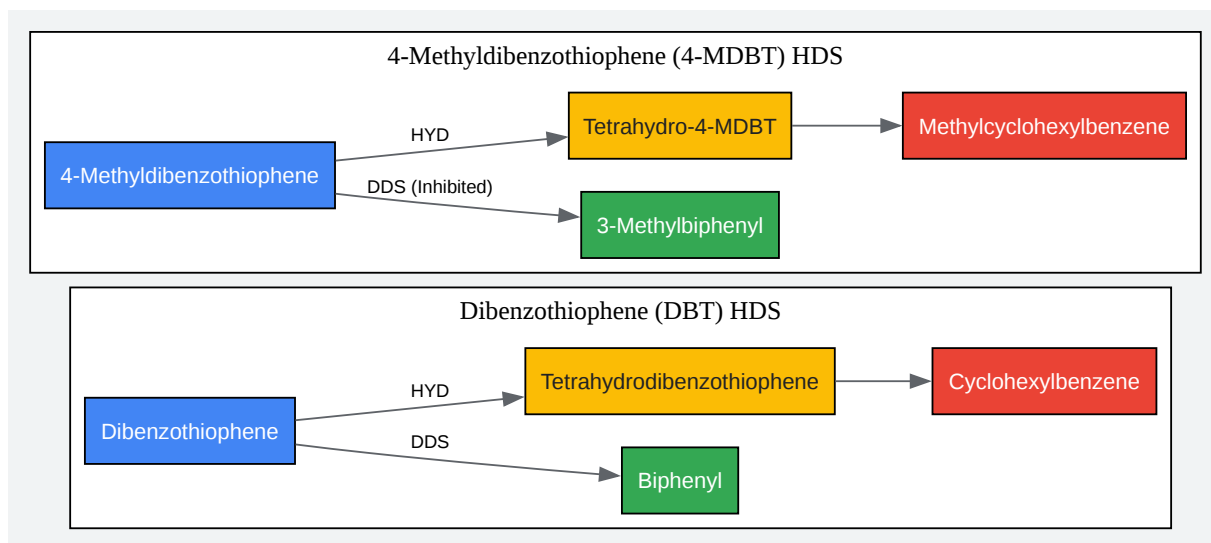 4-Methyldibenzothiophene (4-MDBT) HDS
4-Methyldibenzothiophene
HYD
Tetrahydro-4-MDBT
Methylcyclohexylbenzene
DDS (Inhibited)
3-Methylbiphenyl
Dibenzothiophene (DBT) HDS
Dibenzothiophene
HYD
Tetrahydrodibenzothiophene
Cyclohexylbenzene
DDS
Biphenyl